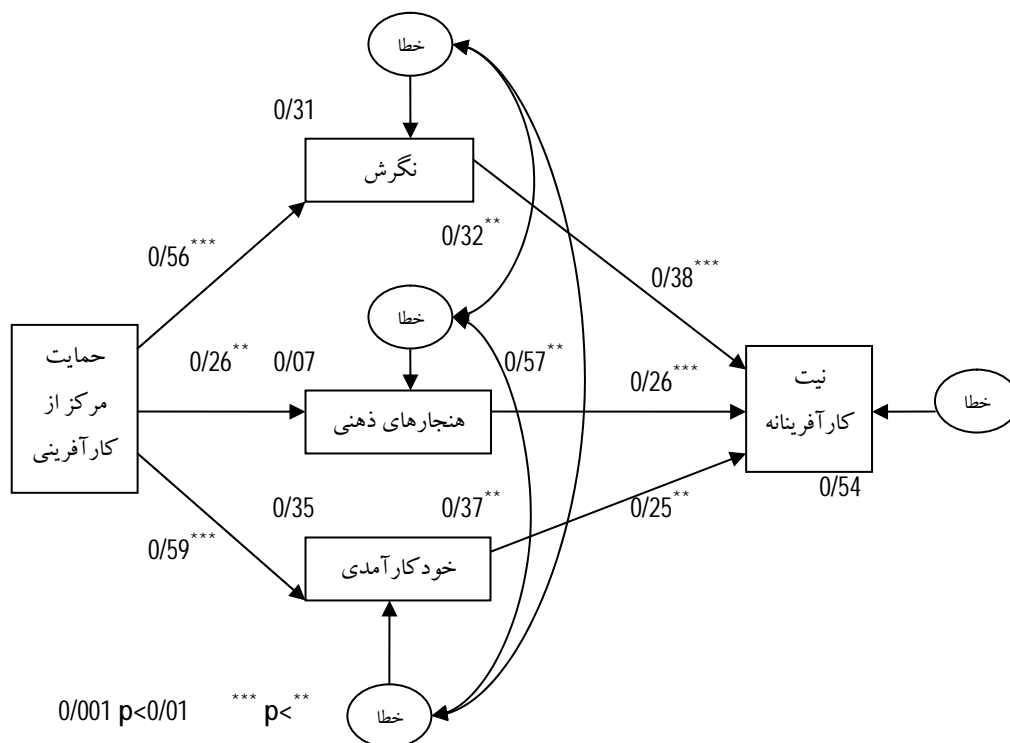 خطا
0/31
نگرش
0/32**
0/56***
0/38***
خطا
حمایت
مرکز از
کارآفرینی
0/26**
0/07
0/57**
0/26***
هنجارهای ذهنی
نیت
کارآفرینانه
خطا
0/54
0/35
0/37**
0/25**
0/59***
خودکارآمدی
خطا
0/001 p<0/01 *** p< **